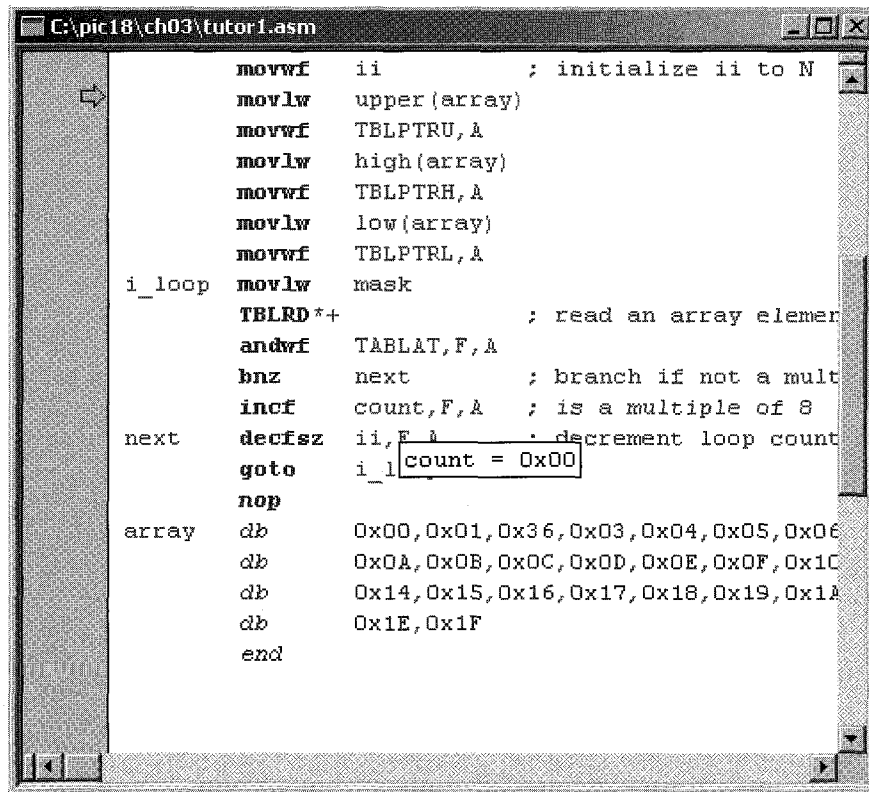 C:\pic18\ch03\tutor1.asm
movwf ii ; initialize ii to N
movlw upper(array)
movwf TBLPTRU,A
movlw high(array)
movwf TBLPTRH,A
movlw low(array)
movwf TBLPTRL,A
i_loop movlw mask
TBLRD*+ ; read an array elemen
andwf TABLAT,F,A
bnz next ; branch if not a mult
incf count,F,A ; is a multiple of 8
next decfsz ii,F,A ; decrement loop count
goto i_l
count = 0x00
nop
array db 0x00,0x01,0x36,0x03,0x04,0x05,0x06
db 0x0A,0x0B,0x0C,0x0D,0x0E,0x0F,0x10
db 0x14,0x15,0x16,0x17,0x18,0x19,0x1A
db 0x1E,0x1F
end